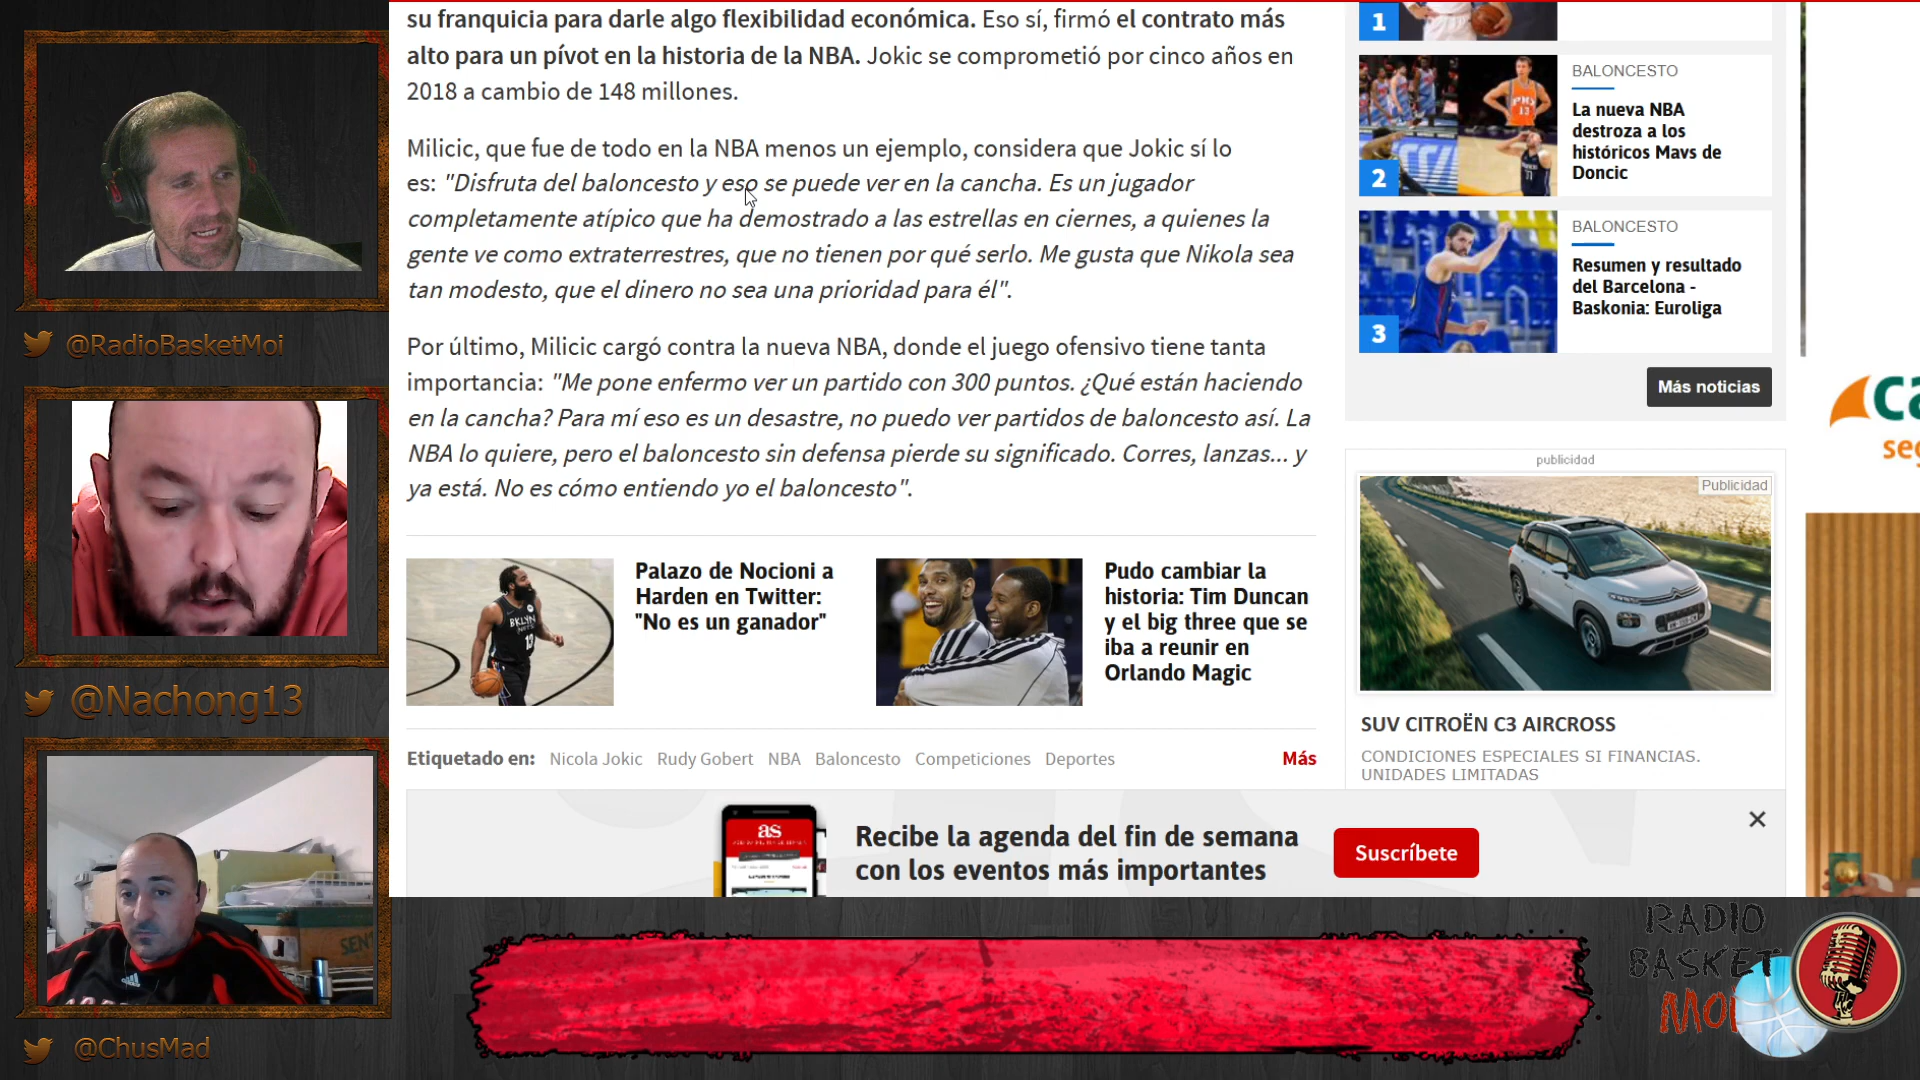 su franquicia para darle algo flexibilidad económica. Eso sí, firmó el contrato más
alto para un pívot en la historia de la NBA. Jokic se comprometió por cinco años en
2018 a cambio de 148 millones.
Milicic, que fue de todo en la NBA menos un ejemplo, considera que Jokic sí lo
es: "Disfruta del baloncesto y eso se puede ver en la cancha. Es un jugador
completamente atípico que ha demostrado a las estrellas en ciernes, a quienes la
gente ve como extraterrestres, que no tienen por qué serlo. Me gusta que Nikola sea
tan modesto, que el dinero no sea una prioridad para él".
Por último, Milicic cargó contra la nueva NBA, donde el juego ofensivo tiene tanta
importancia: "Me pone enfermo ver un partido con 300 puntos. ¿Qué están haciendo
en la cancha? Para mí eso es un desastre, no puedo ver partidos de baloncesto así. La
NBA lo quiere, pero el baloncesto sin defensa pierde su significado. Corres, lanzas... y
ya está. No es cómo entiendo yo el baloncesto".
Palazo de Nocioni a
Harden en Twitter:
"No es un ganador"
Pudo cambiar la
historia: Tim Duncan
y el big three que se
iba a reunir en
Orlando Magic
Etiquetado en: Nicola Jokic Rudy Gobert NBA Baloncesto Competiciones Deportes Más
as
Recibe la agenda del fin de semana
con los eventos más importantes
Suscríbete
1
BALONCESTO
La nueva NBA
destroza a los
históricos Mavs de
Doncic
2
BALONCESTO
Resumen y resultado
del Barcelona -
Baskonia: Euroliga
3
Más noticias
publicidad
Publicidad
SUV CITROËN C3 AIRCROSS
CONDICIONES ESPECIALES SI FINANCIAS.
UNIDADES LIMITADAS
Ca
seg
@RadioBasketMoi
@Nachong13
@ChusMad
RADIO
BASKET
MOI
BKLYN
13